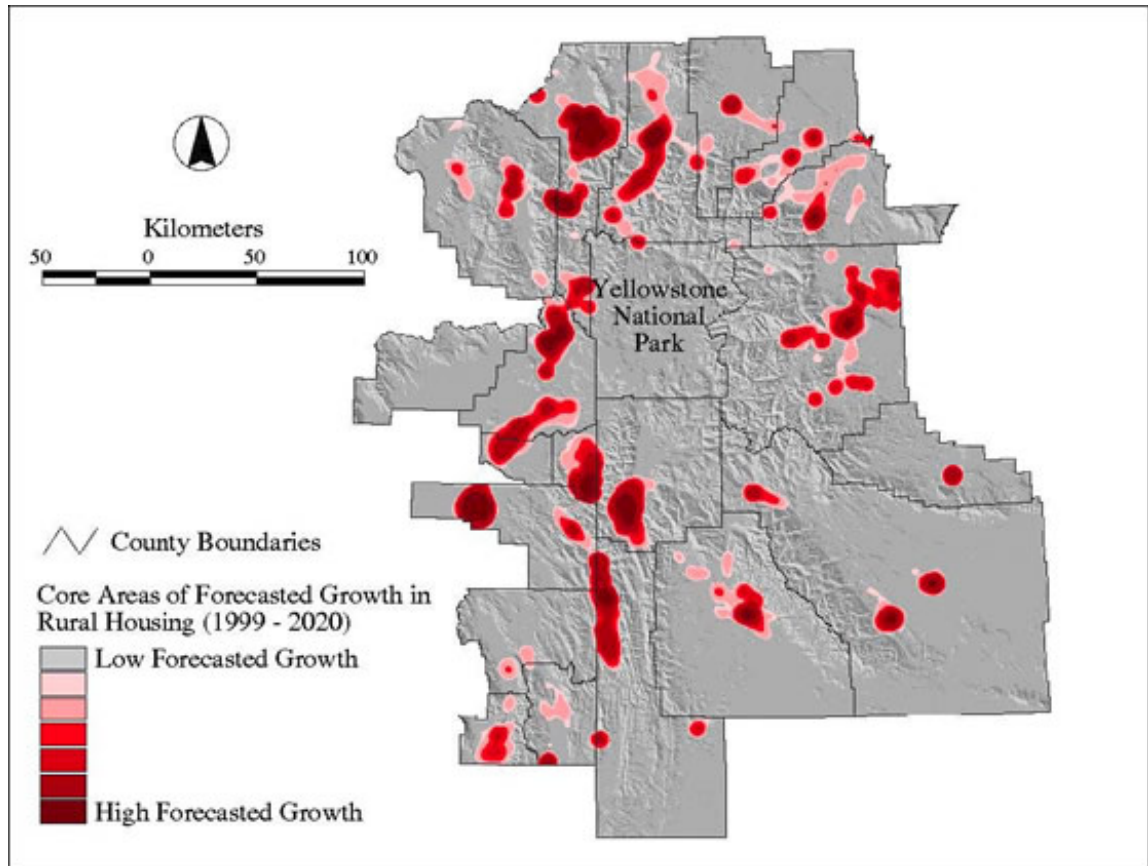 Kilometers
50 0 50 100
Yellowstone
National
Park
County Boundaries
Core Areas of Forecasted Growth in
Rural Housing (1999 - 2020)
Low Forecasted Growth
High Forecasted Growth